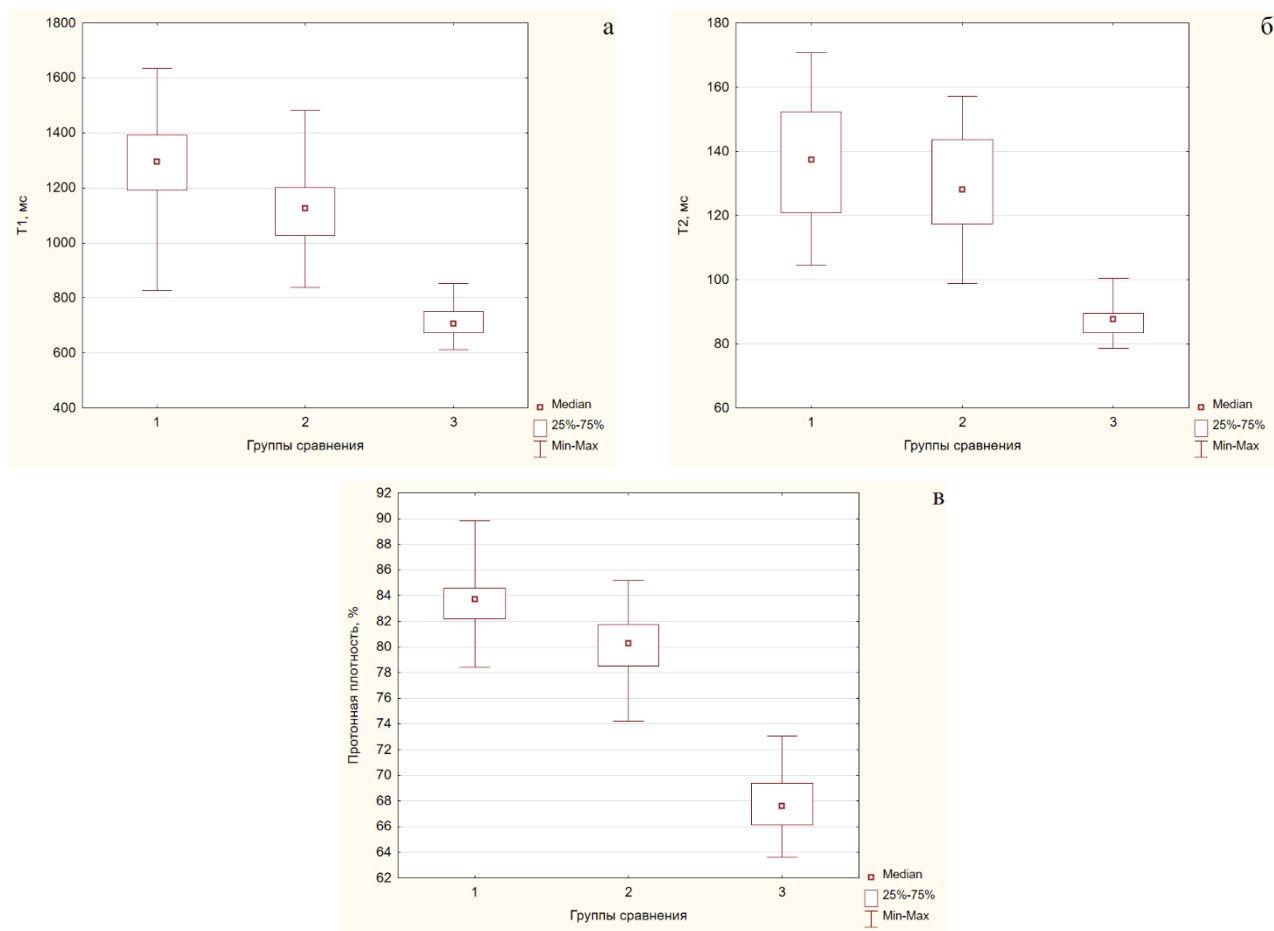 а
1800
1600
1400
1200
1000
800
600
400
T1, мс
1 2 3
Группы сравнения
Median
25%-75%
Min-Max
б
180
160
140
120
100
80
60
T2, мс
1 2 3
Группы сравнения
Median
25%-75%
Min-Max
в
92
90
88
86
84
82
80
78
76
74
72
70
68
66
64
62
Протонная плотность, %
1 2 3
Группы сравнения
Median
25%-75%
Min-Max